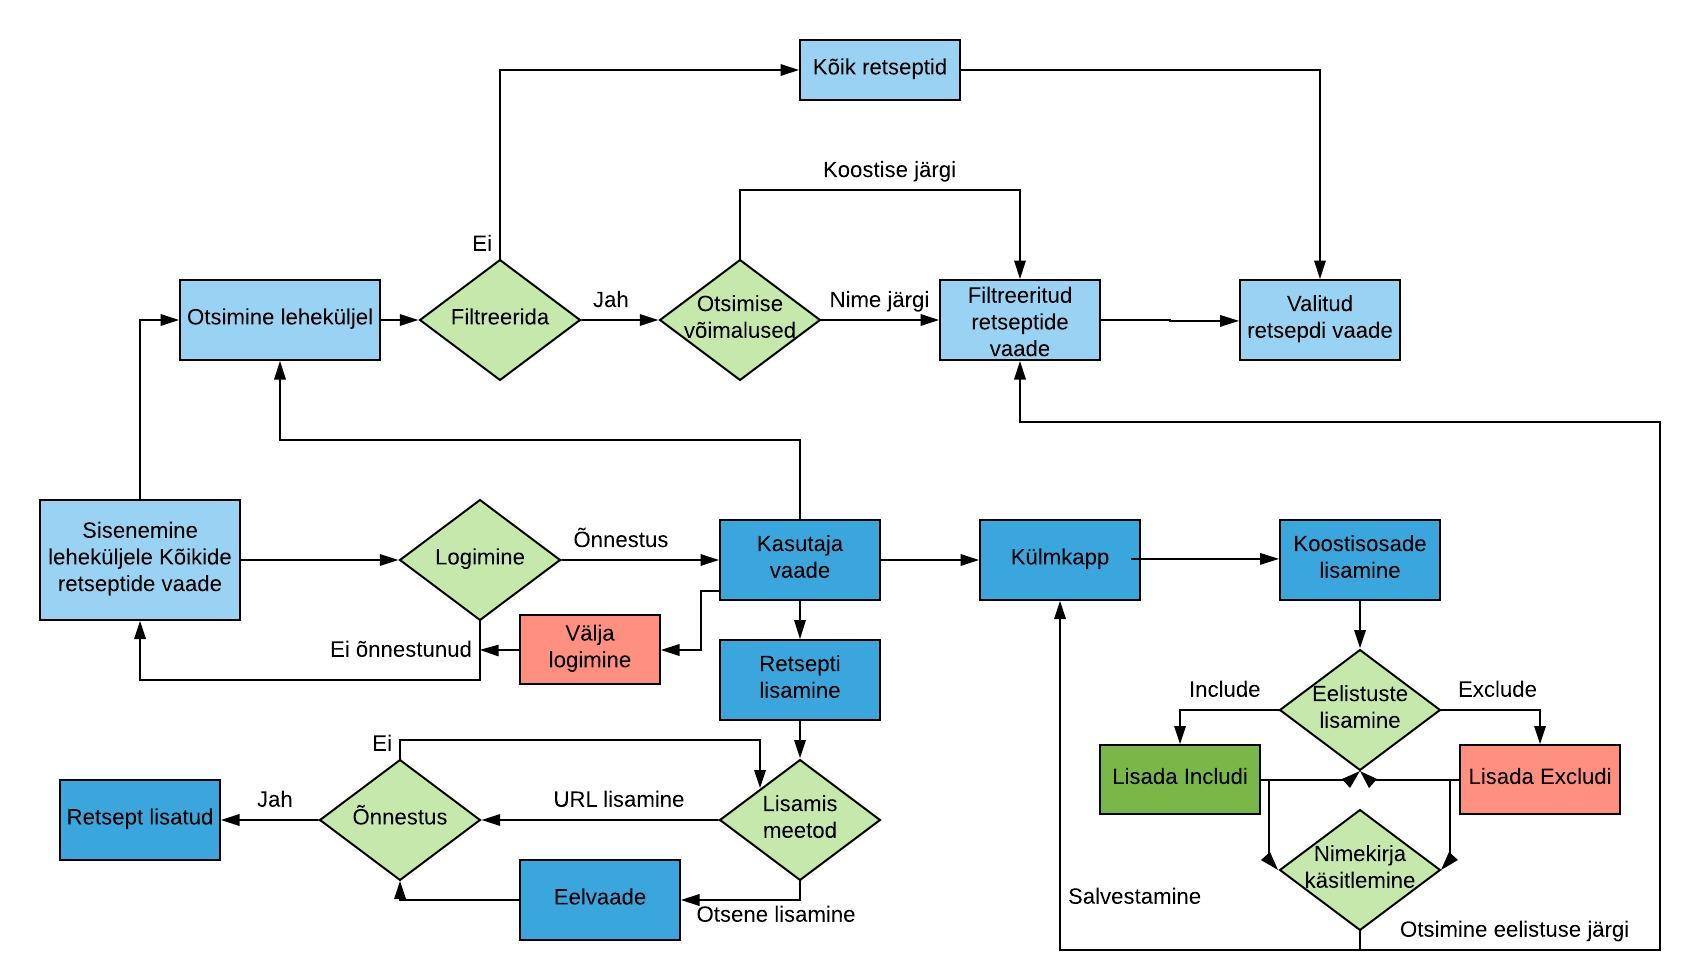 Kõik retseptid
Koostise järgi
Ei
Otsimine leheküljel
Filtreerida
Jah
Otsimise
võimalused
Nime järgi
Filtreeritud
retseptide
vaade
Valitud
retsepdi vaade
Sisenemine
leheküljele Kõikide
retseptide vaade
Logimine
Õnnestus
Kasutaja
vaade
Külmkapp
Koostisosade
lisamine
Ei õnnestunud
Välja
logimine
Retsepti
lisamine
Include
Eelistuste
lisamine
Exclude
Lisada Includi
Lisada Excludi
Ei
Retsept lisatud
Jah
Õnnestus
URL lisamine
Lisamis
meetod
Nimekirja
käsitlemine
Eelvaade
Otsene lisamine
Salvestamine
Otsimine eelistuse järgi